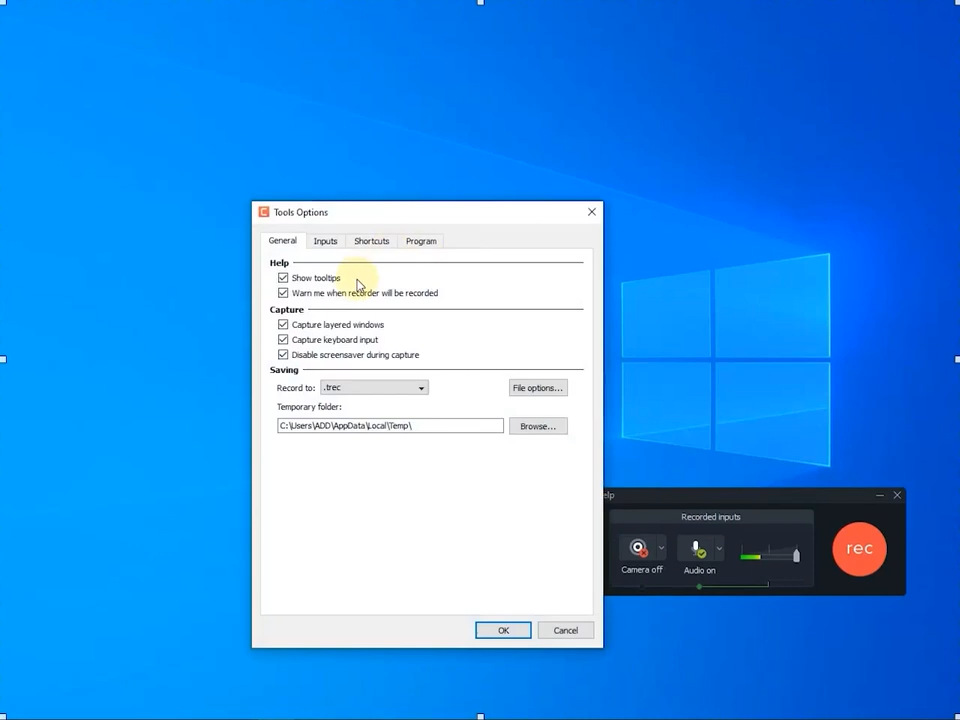 Tools Options
General Inputs Shortcuts Program
Help
Show tooltips
Warn me when recorder will be recorded
Capture
Capture layered windows
Capture keyboard input
Disable screensaver during capture
Saving
Record to: .trec File options...
Temporary folder:
C:\Users\ADD\AppData\Local\Temp\ Browse...
OK Cancel
elp
Recorded inputs
Camera off Audio on
rec